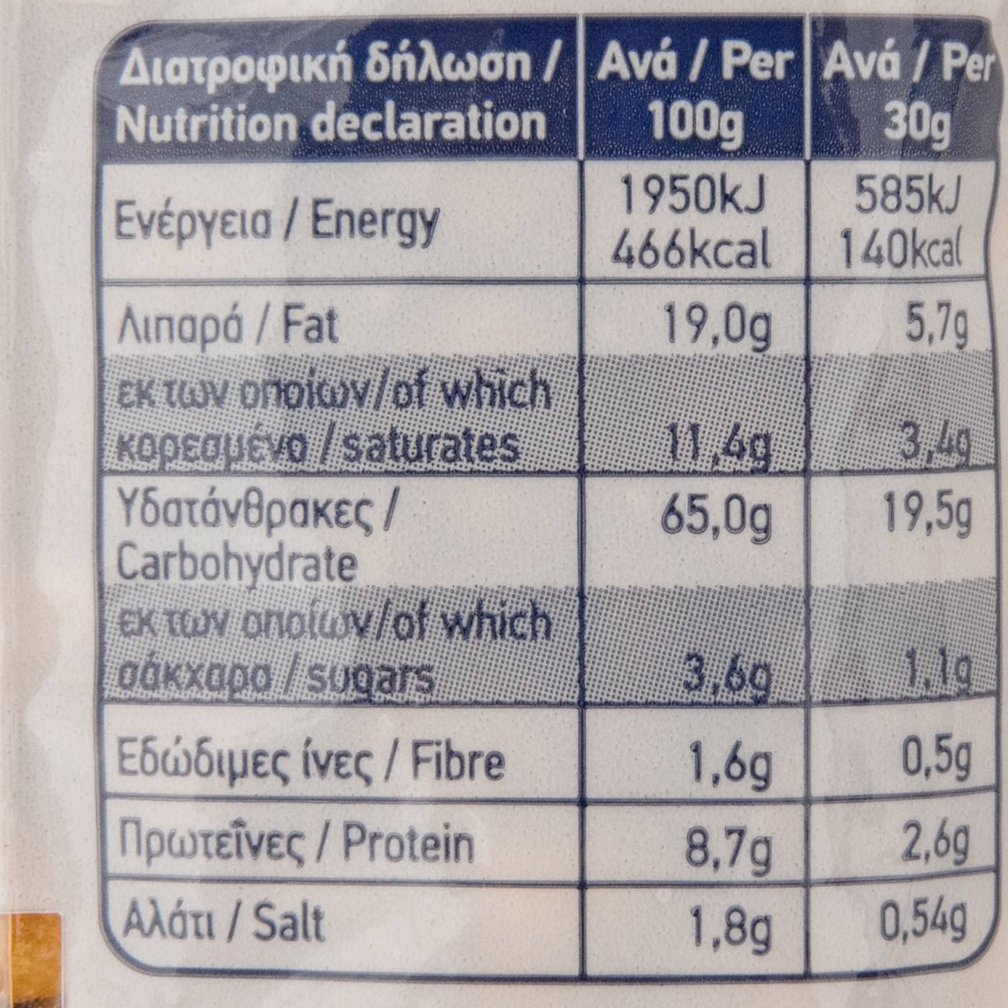 Διατροφική δήλωση / Ανά / Per Ανά / Per
Nutrition declaration 100g 30g
Ενέργεια / Energy 1950kJ 585kJ
466kcal 140kcal
Λιπαρά / Fat 19,0g 5,7g
εκ των οποίων/of which
κορεσμένα / saturates 11,4g 3,4g
Υδατάνθρακες / 65,0g 19,5g
Carbohydrate
εκ των οποίων/of which
σάκχαρα / sugars 3,6g 1,1g
Εδώδιμες ίνες / Fibre 1,6g 0,5g
Πρωτεΐνες / Protein 8,7g 2,6g
Αλάτι / Salt 1,8g 0,54g